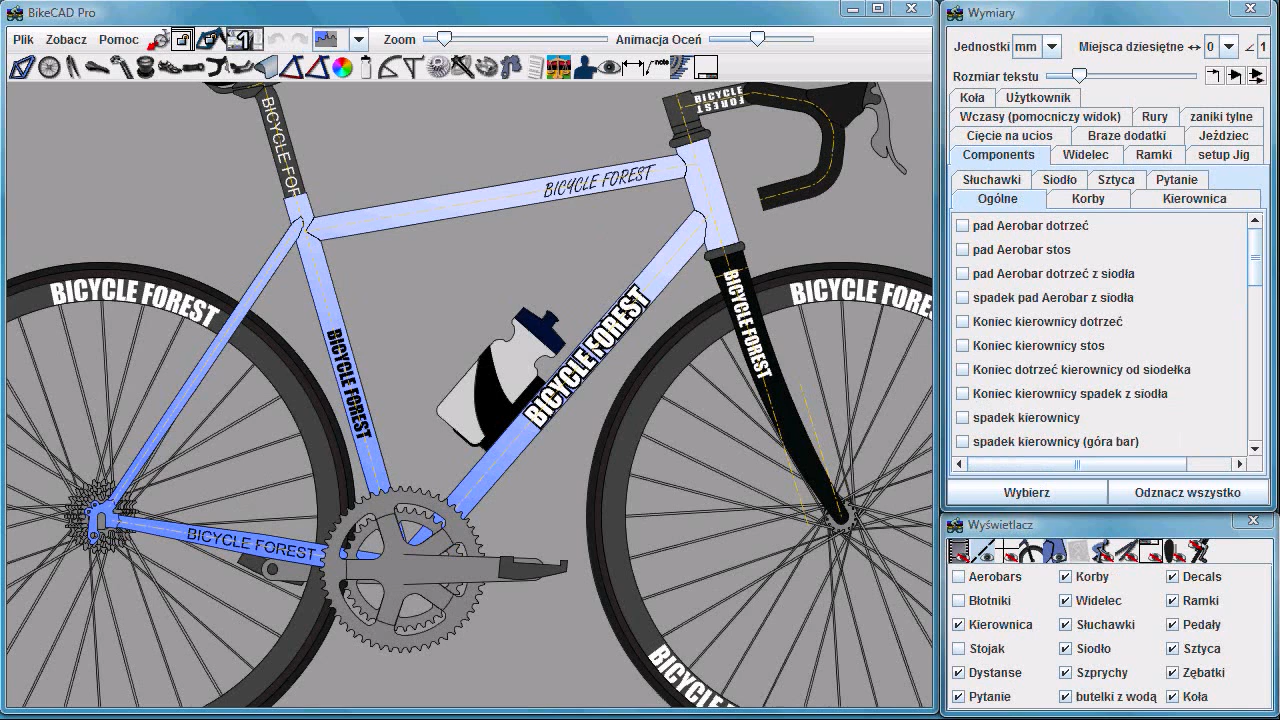 BikeCAD Pro
Plik Zobacz Pomoc Zoom Animacja Oceń
BICYCLE FOR
BICYCLE
FOREST
BICYCLE FOREST
BICYCLE FOREST
BICYCLE FOREST
BICYCLE FOREST
BICYCLE FOREST
BICYCLE FORES
BICYCLE FOREST
BICYCLE FOREST
BICYCLE FOREST
Wymiary
Jednostki mm Miejsca dziesiętne ↔ 0 ∠ 1
Rozmiar tekstu
Koła Użytkownik
Wczasy (pomocniczy widok) Rury zaniki tylne
Cięcie na ucios Braze dodatki Jeździec
Components Widelec Ramki setup Jig
Słuchawki Siodło Sztyca Pytanie
Ogólne Korby Kierownica
pad Aerobar dotrzeć
pad Aerobar stos
pad Aerobar dotrzeć z siodła
spadek pad Aerobar z siodła
Koniec kierownicy dotrzeć
Koniec kierownicy stos
Koniec dotrzeć kierownicy od siodełka
Koniec kierownicy spadek z siodła
spadek kierownicy
spadek kierownicy (góra bar)
Wybierz Odznacz wszystko
Wyświetlacz
Aerobars Korby Decals
Błotniki Widelec Ramki
Kierownica Słuchawki Pedały
Stojak Siodło Sztyca
Dystanse Szprychy Zębatki
Pytanie butelki z wodą Koła